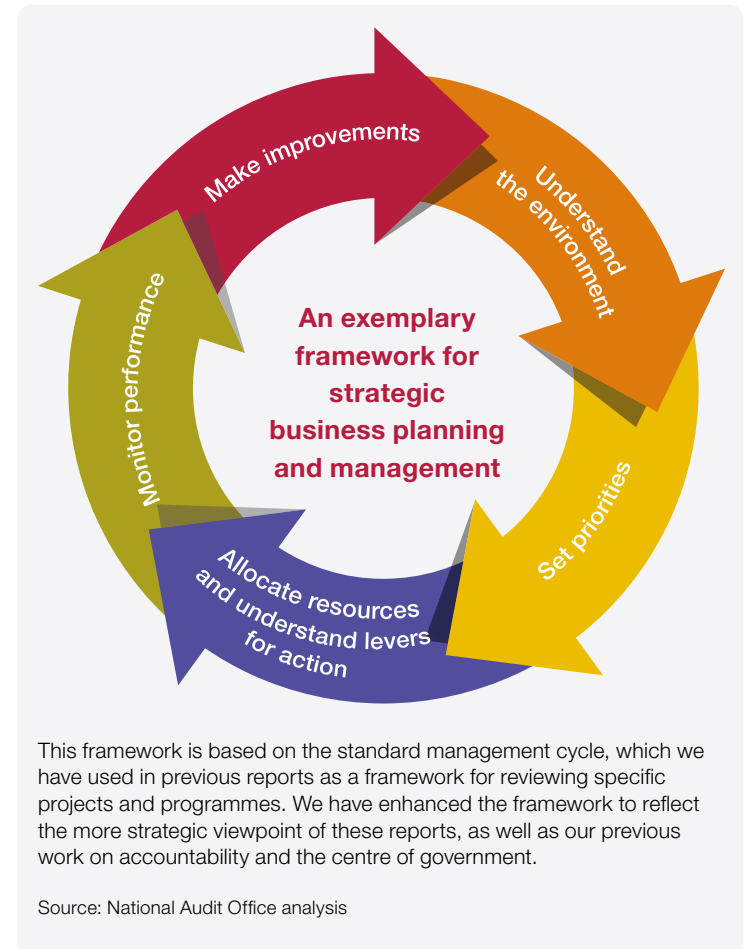 Make improvements
Understand
the environment
Set priorities
Allocate resources
and understand levers
for action
Monitor performance
An exemplary
framework for
strategic
business planning
and management
This framework is based on the standard management cycle, which we
have used in previous reports as a framework for reviewing specific
projects and programmes. We have enhanced the framework to reflect
the more strategic viewpoint of these reports, as well as our previous
work on accountability and the centre of government.
Source: National Audit Office analysis